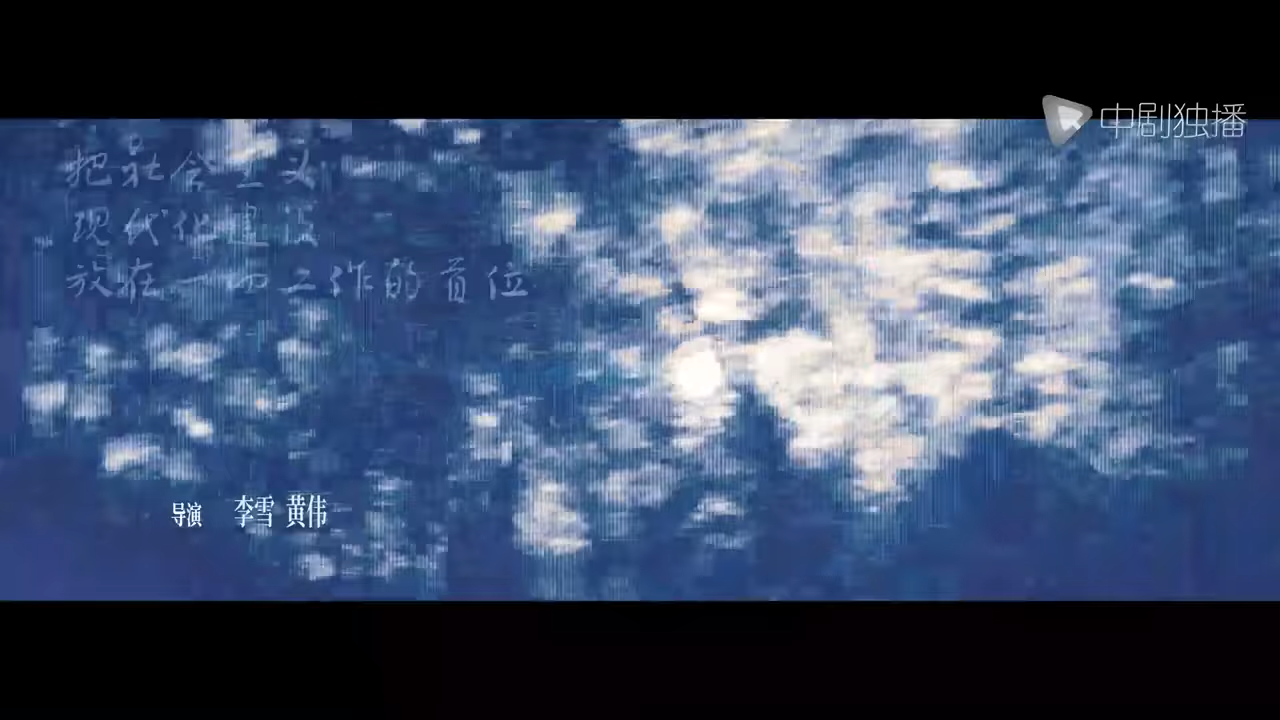 中剧独播
把社会主义
现代化建设
放在一切工作的首位
导演 李雪 黄伟